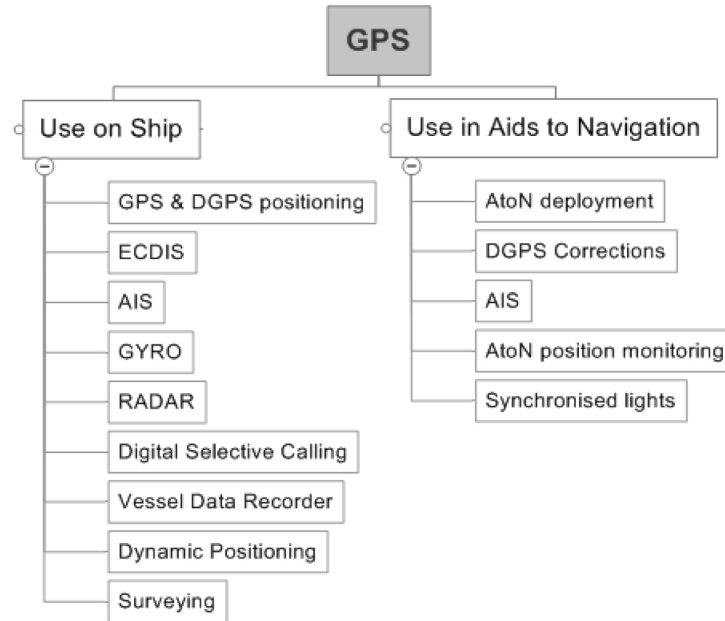 GPS
Use on Ship
GPS & DGPS positioning
ECDIS
AIS
GYRO
RADAR
Digital Selective Calling
Vessel Data Recorder
Dynamic Positioning
Surveying
Use in Aids to Navigation
AtoN deployment
DGPS Corrections
AIS
AtoN position monitoring
Synchronised lights